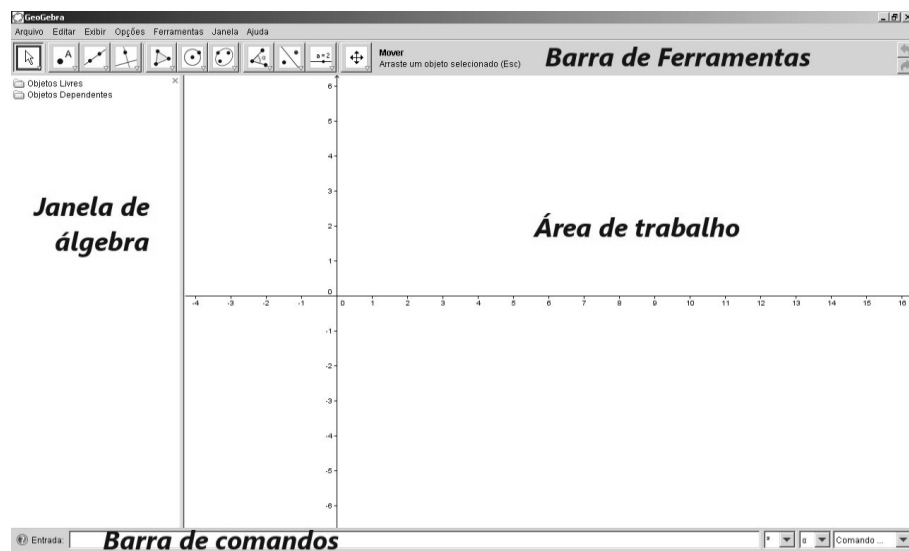 GeoGebra
Arquivo Editar Exibir Opções Ferramentas Janela Ajuda
A
α
a=2
Mover
Arraste um objeto selecionado (Esc)
Barra de Ferramentas
Objetos Livres
Objetos Dependentes
Janela de
álgebra
Área de trabalho
6
5
4
3
2
1
0
-4 -3 -2 -1 0 1 2 3 4 5 6 7 8 9 10 11 12 13 14 15 16
-1
-2
-3
-4
-5
-6
Entrada:
Barra de comandos
α
Comando ...